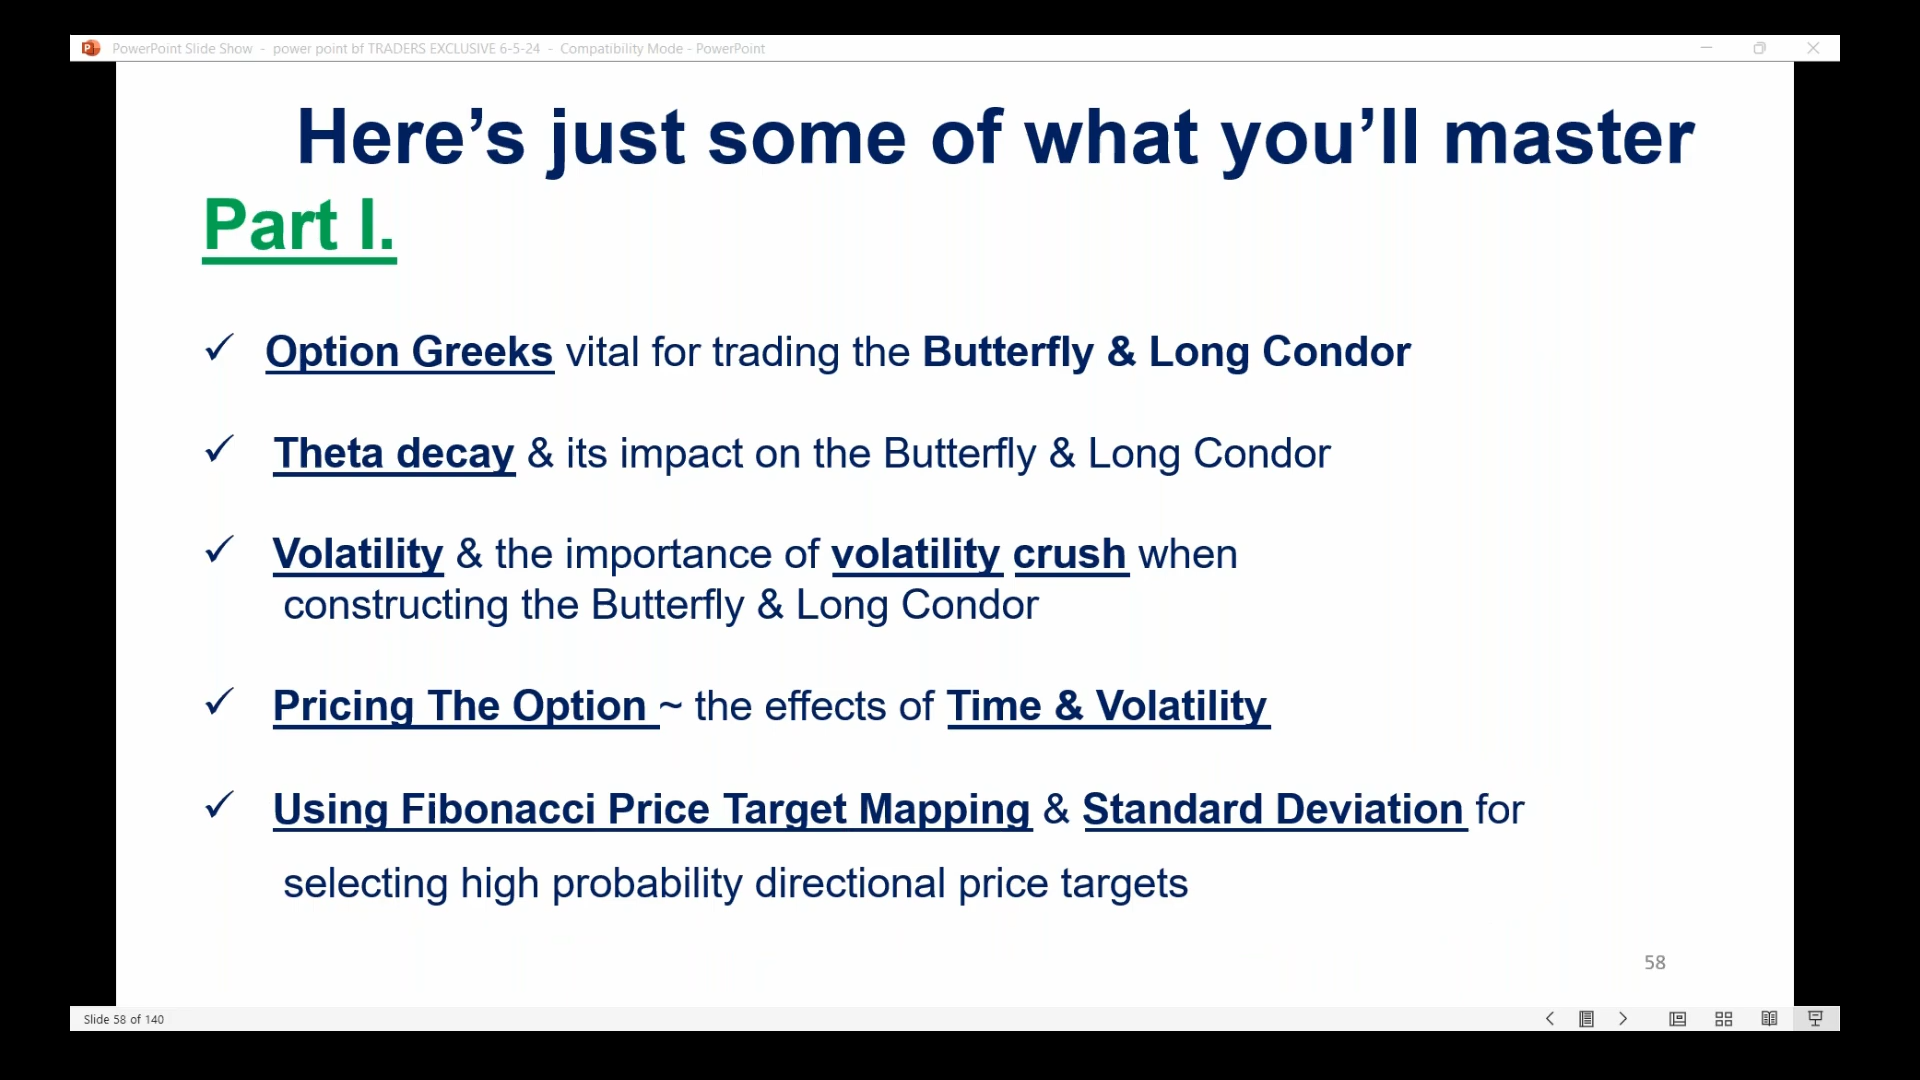 PowerPoint Slide Show - power point bf TRADERS EXCLUSIVE 6-5-24 - Compatibility Mode - PowerPoint
Here’s just some of what you’ll master
Part I.
✓ Option Greeks vital for trading the Butterfly & Long Condor
✓ Theta decay & its impact on the Butterfly & Long Condor
✓ Volatility & the importance of volatility crush when
constructing the Butterfly & Long Condor
✓ Pricing The Option ~ the effects of Time & Volatility
✓ Using Fibonacci Price Target Mapping & Standard Deviation for
selecting high probability directional price targets
58
Slide 58 of 140